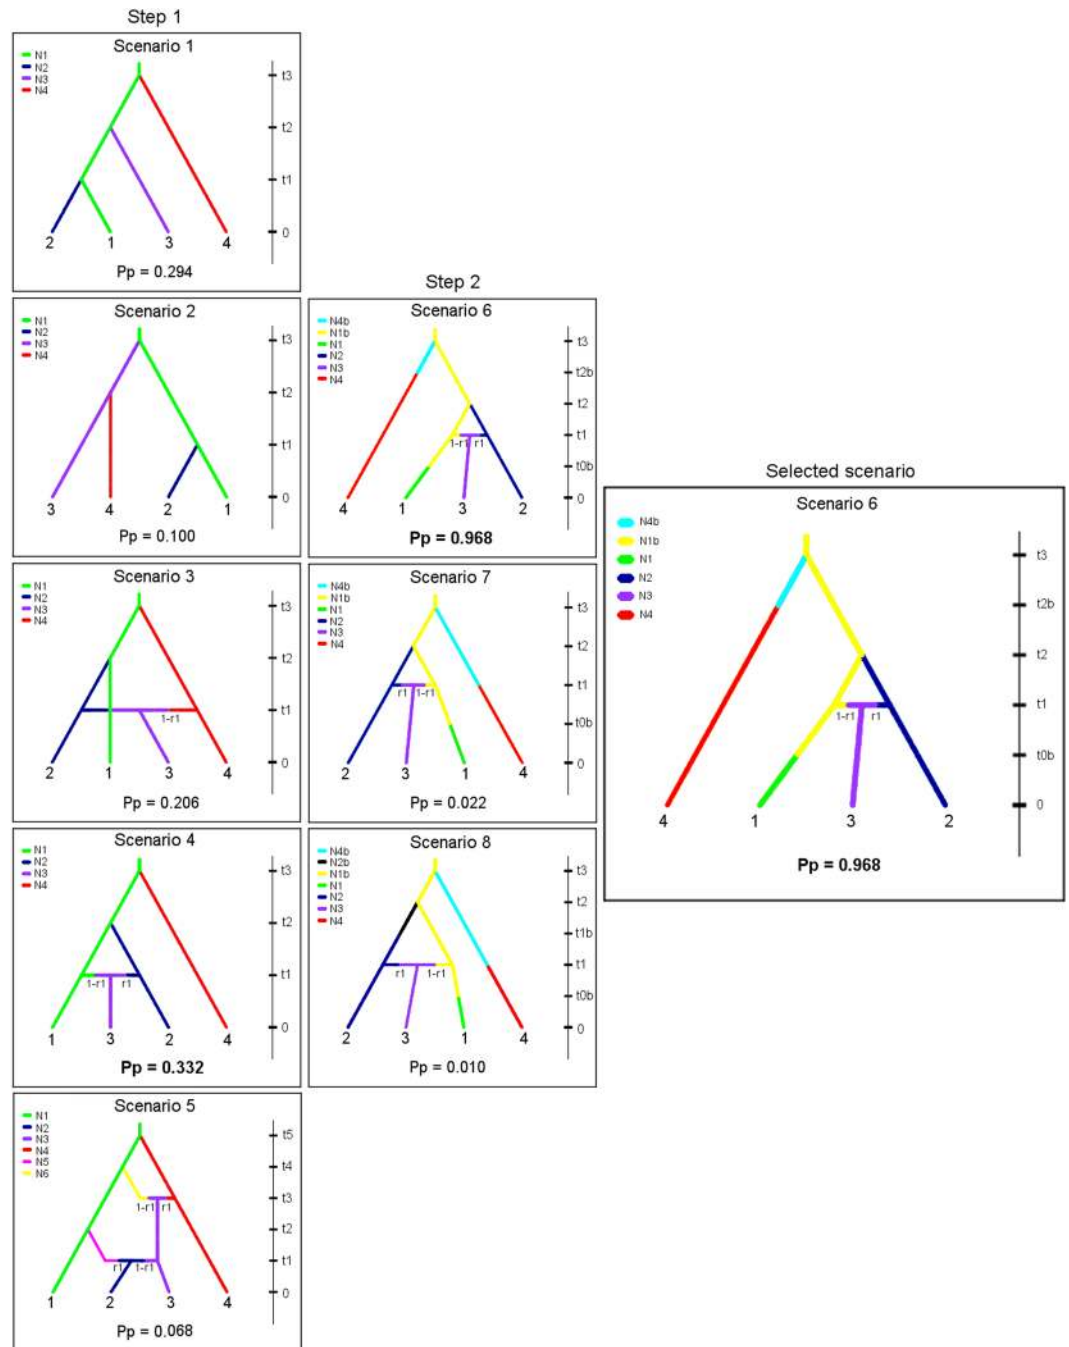 Step 1
Scenario 1
N1
N2
N3
N4
t3
t2
t1
0
2 1 3 4
Pp = 0.294
Scenario 2
N1
N2
N3
N4
t3
t2
t1
0
3 4 2 1
Pp = 0.100
Scenario 3
N1
N2
N3
N4
t3
t2
t1
1-r1
0
2 1 3 4
Pp = 0.206
Scenario 4
N1
N2
N3
N4
t3
t2
t1
1-r1 r1
0
1 3 2 4
Pp = 0.332
Scenario 5
N1
N2
N3
N4
N5
N6
t5
t4
t3
1-r1 r1
t2
t1
r1 1-r1
0
1 2 3 4
Pp = 0.068
Step 2
Scenario 6
N4b
N1b
N1
N2
N3
N4
t3
t2b
t2
t1
1-r1 r1
t0b
0
4 1 3 2
Pp = 0.968
Scenario 7
N4b
N1b
N1
N2
N3
N4
t3
t2
t1
r1 1-r1
t0b
0
2 3 1 4
Pp = 0.022
Scenario 8
N4b
N2b
N1b
N1
N2
N3
N4
t3
t2
t1b
t1
r1 1-r1
t0b
0
2 3 1 4
Pp = 0.010
Selected scenario
Scenario 6
N4b
N1b
N1
N2
N3
N4
t3
t2b
t2
t1
1-r1 r1
t0b
0
4 1 3 2
Pp = 0.968